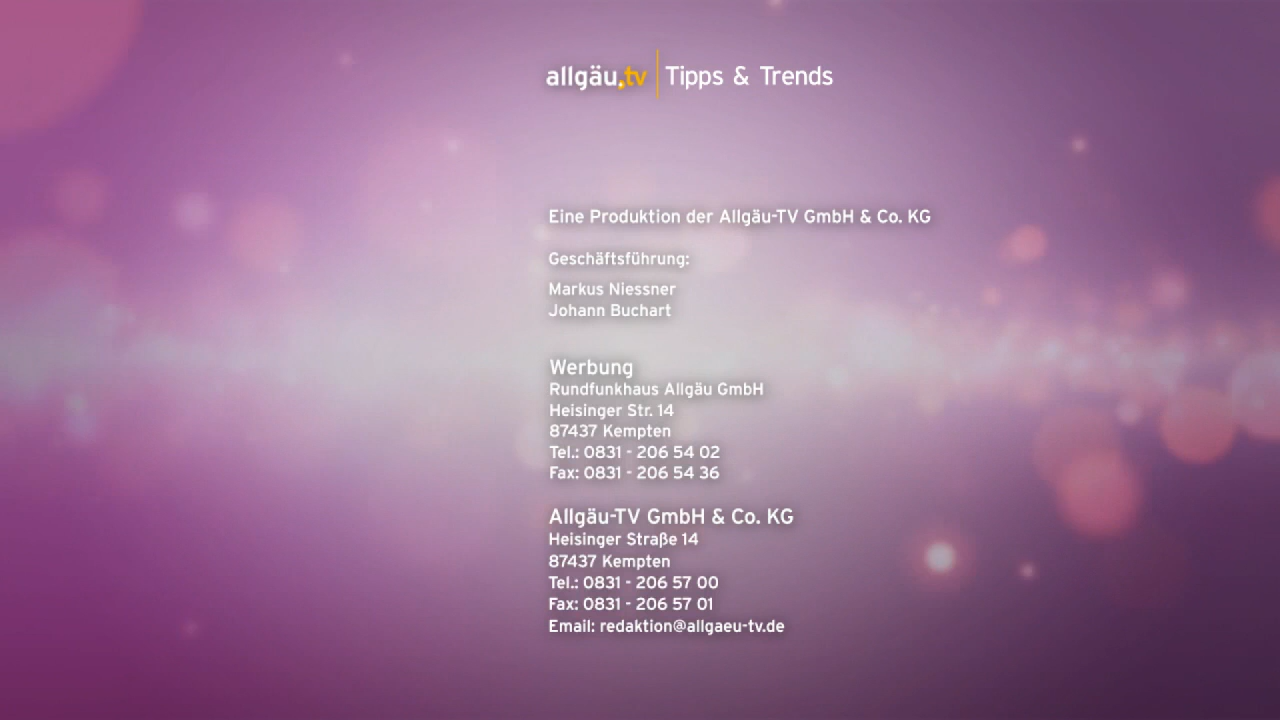 allgäu.tv | Tipps & Trends
Eine Produktion der Allgäu-TV GmbH & Co. KG
Geschäftsführung:
Markus Niessner
Johann Buchart
Werbung
Rundfunkhaus Allgäu GmbH
Heisinger Str. 14
87437 Kempten
Tel.: 0831 - 206 54 02
Fax: 0831 - 206 54 36
Allgäu-TV GmbH & Co. KG
Heisinger Straße 14
87437 Kempten
Tel.: 0831 - 206 57 00
Fax: 0831 - 206 57 01
Email: redaktion@allgaeu-tv.de